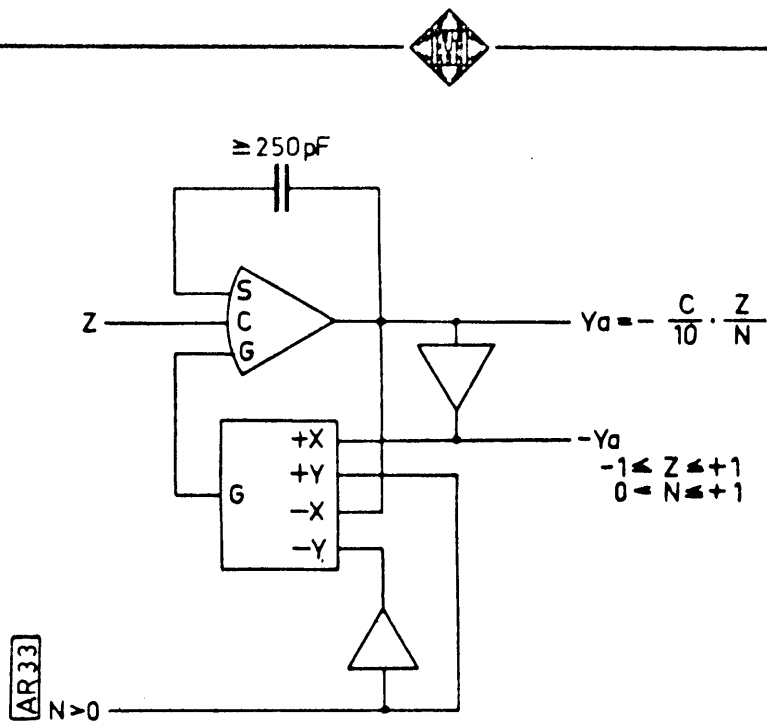 ≥250pF
S
Z C
G
Ya = - C/10 · Z/N
+X
-Ya
+Y
-1 ≤ Z ≤ +1
0 < N ≤ +1
G
-X
-Y
AR33
N>0